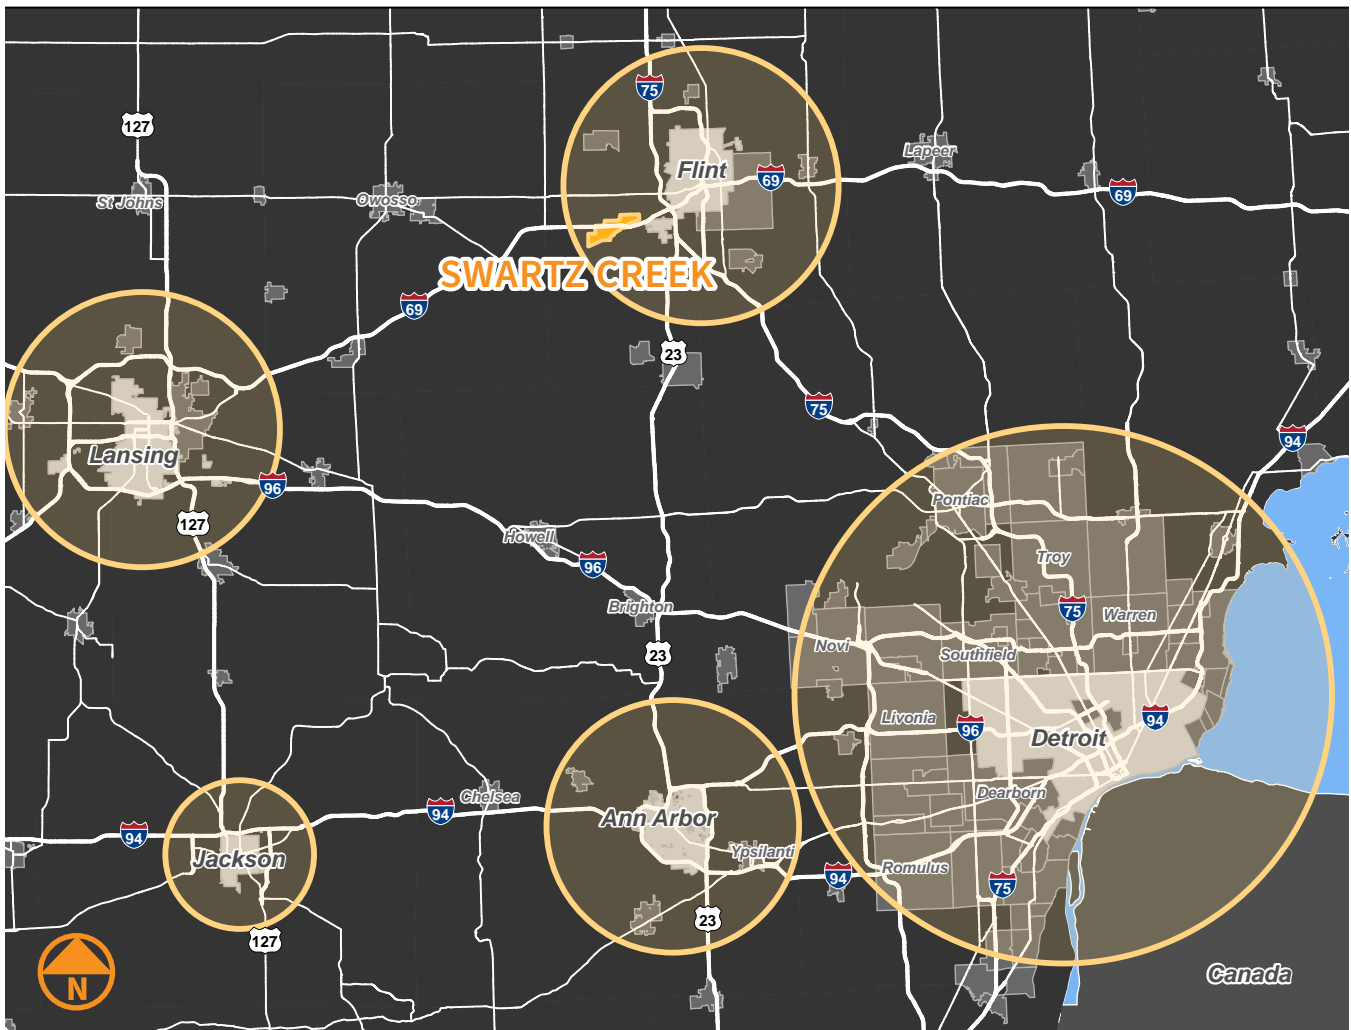 75
127
Lapeer
Flint
69
69
St Johns
Owosso
SWARTZ CREEK
69
23
75
94
Lansing
96
127
Pontiac
Howell
96
Troy
Brighton
75
Warren
23
Novi
Southfield
Livonia
96
94
Detroit
Chelsea
Dearborn
94
Ann Arbor
94
Jackson
Ypsilanti
Romulus
94
75
23
127
Canada
N